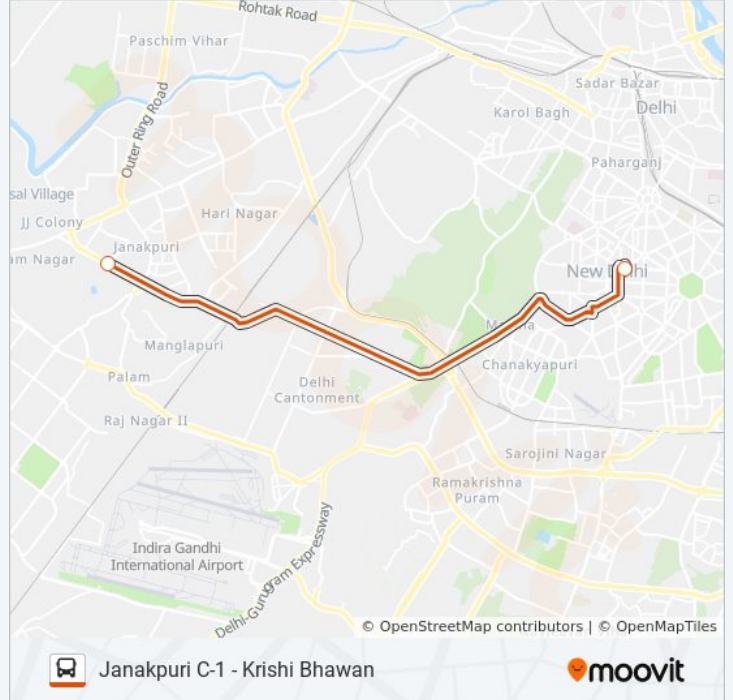 Rohtak Road
Paschim Vihar
Outer Ring Road
Sadar Bazar
Karol Bagh
Delhi
Paharganj
sal Village
Hari Nagar
JJ Colony
Janakpuri
am Nagar
New Delhi
Manglapuri
Chanakyapuri
Palam
Delhi
Cantonment
Raj Nagar II
Sarojini Nagar
Ramakrishna
Puram
Indira Gandhi
International Airport
Delhi-Gurugram Expressway
© OpenStreetMap contributors | © OpenMapTiles
Janakpuri C-1 - Krishi Bhawan
moovit